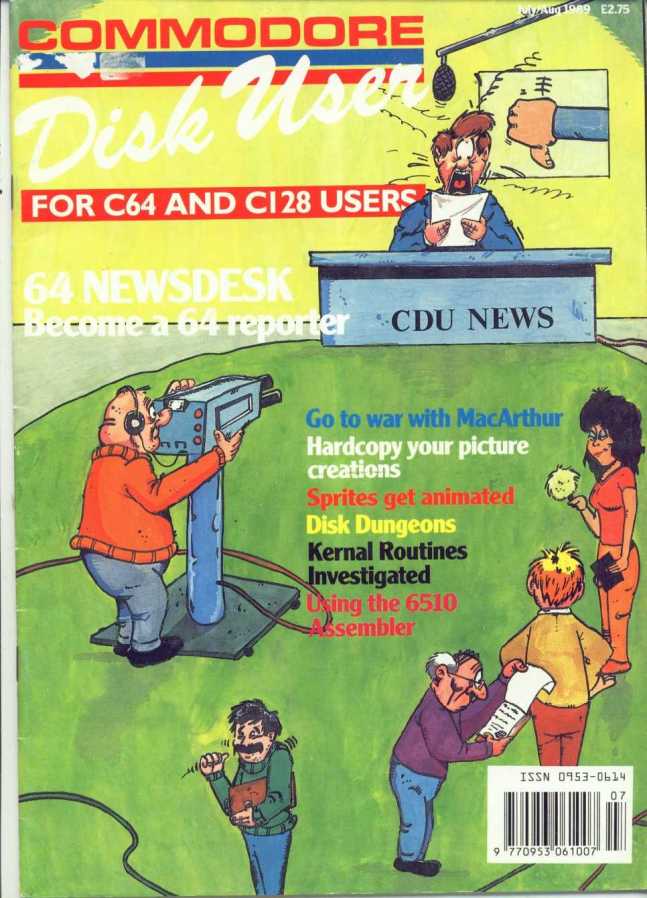 July/Aug 1989 £2.75
COMMODORE
Disk User
FOR C64 AND C128 USERS
64 NEWSDESK
Become a 64 reporter
CDU NEWS
Go to war with MacArthur
Hardcopy your picture
creations
Sprites get animated
Disk Dungeons
Kernal Routines
Investigated
Using the 6510
Assembler
ISSN 0953-0614
07
9 770953 061007